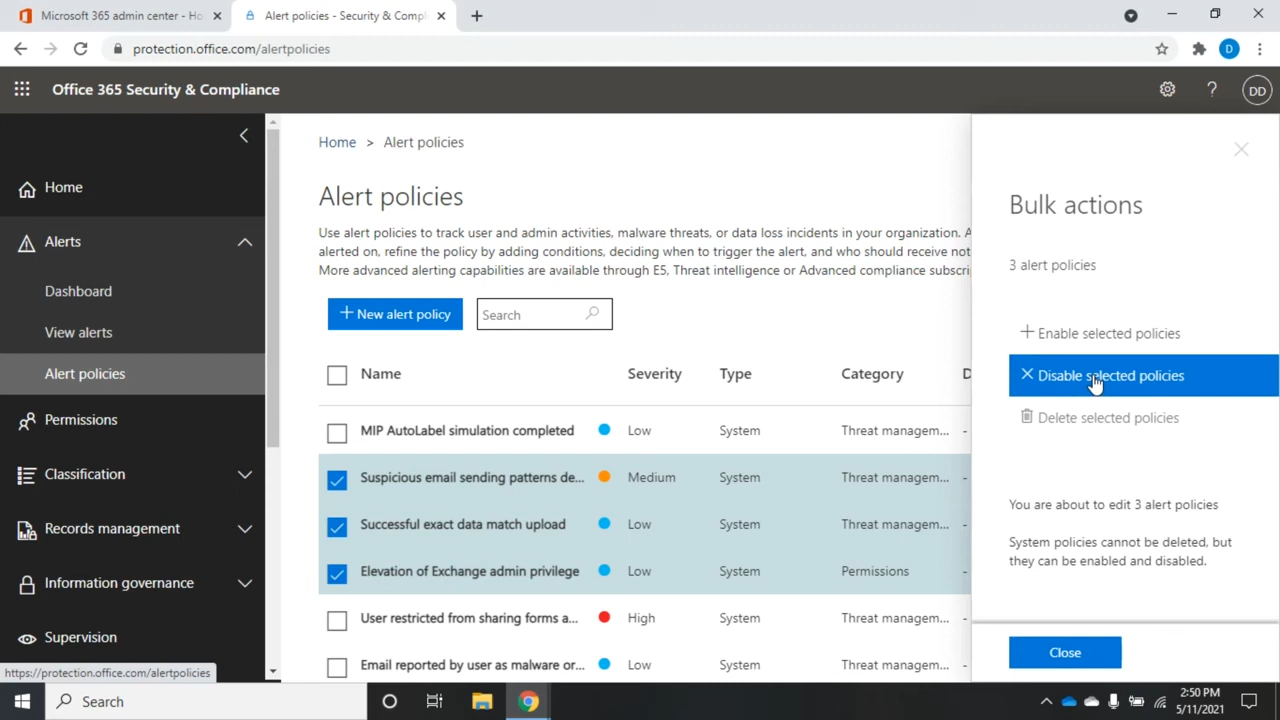 Microsoft 365 admin center - Ho
Alert policies - Security & Compl
protection.office.com/alertpolicies
D
Office 365 Security & Compliance
?
DD
Home
Alerts
Dashboard
View alerts
Alert policies
Permissions
Classification
Records management
Information governance
Supervision
https://protection.office.com/alertpolicies
Home > Alert policies
Alert policies
Use alert policies to track user and admin activities, malware threats, or data loss incidents in your organization. A
alerted on, refine the policy by adding conditions, deciding when to trigger the alert, and who should receive not
More advanced alerting capabilities are available through E5, Threat intelligence or Advanced compliance subscri
+ New alert policy
Search
Name Severity Type Category D
MIP AutoLabel simulation completed Low System Threat managem... -
Suspicious email sending patterns de... Medium System Threat managem... -
Successful exact data match upload Low System Threat managem... -
Elevation of Exchange admin privilege Low System Permissions -
User restricted from sharing forms a... High System Threat managem... -
Email reported by user as malware or... Low System Threat managem... -
Bulk actions
3 alert policies
+ Enable selected policies
Disable selected policies
Delete selected policies
You are about to edit 3 alert policies
System policies cannot be deleted, but
they can be enabled and disabled.
Close
Search
2:50 PM
5/11/2021